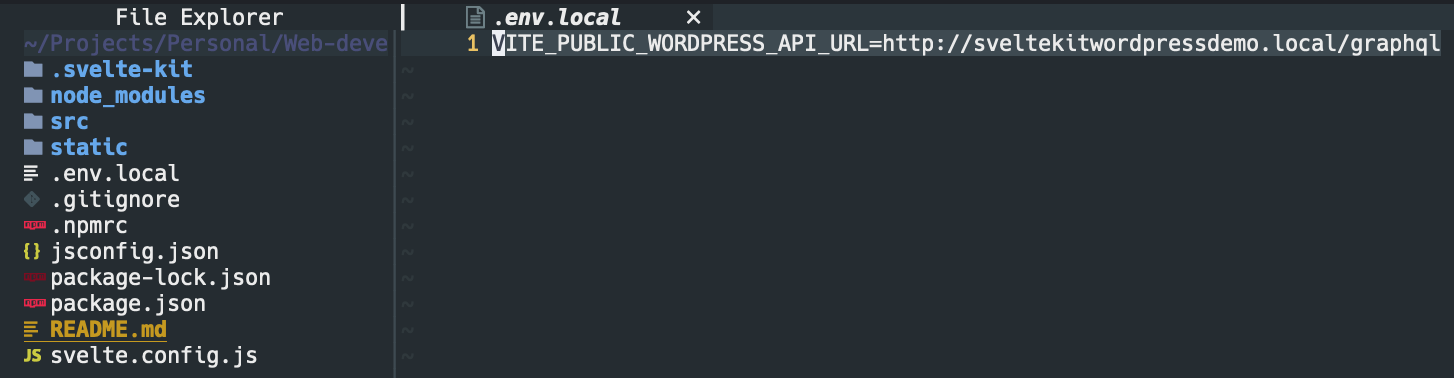 File Explorer
~/Projects/Personal/Web-deve
.svelte-kit
node_modules
src
static
.env.local
.gitignore
.npmrc
jsconfig.json
package-lock.json
package.json
README.md
JS svelte.config.js
.env.local ×
1 VITE_PUBLIC_WORDPRESS_API_URL=http://sveltekitwordpressdemo.local/graphql
~
~
~
~
~
~
~
~
~
~
~
~